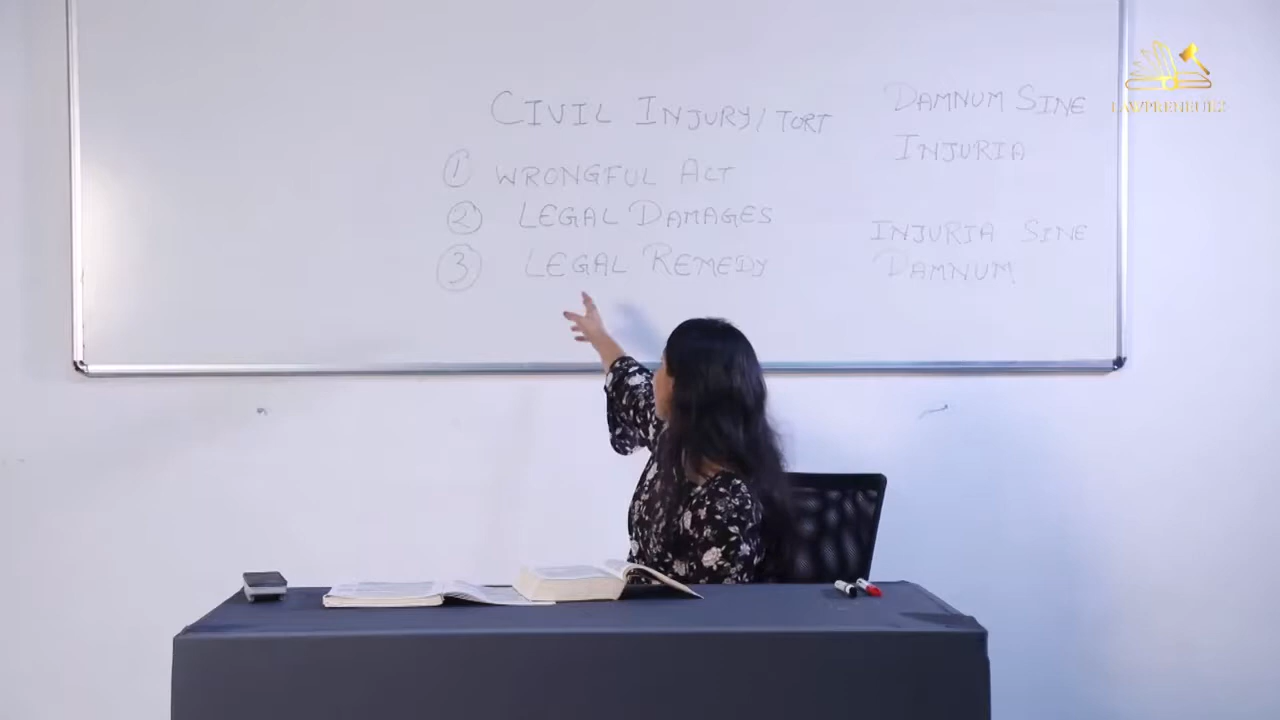 CIVIL INJURY/TORT
① WRONGFUL ACT
② LEGAL DAMAGES
③ LEGAL REMEDY
DAMNUM SINE
INJURIA
INJURIA SINE
DAMNUM